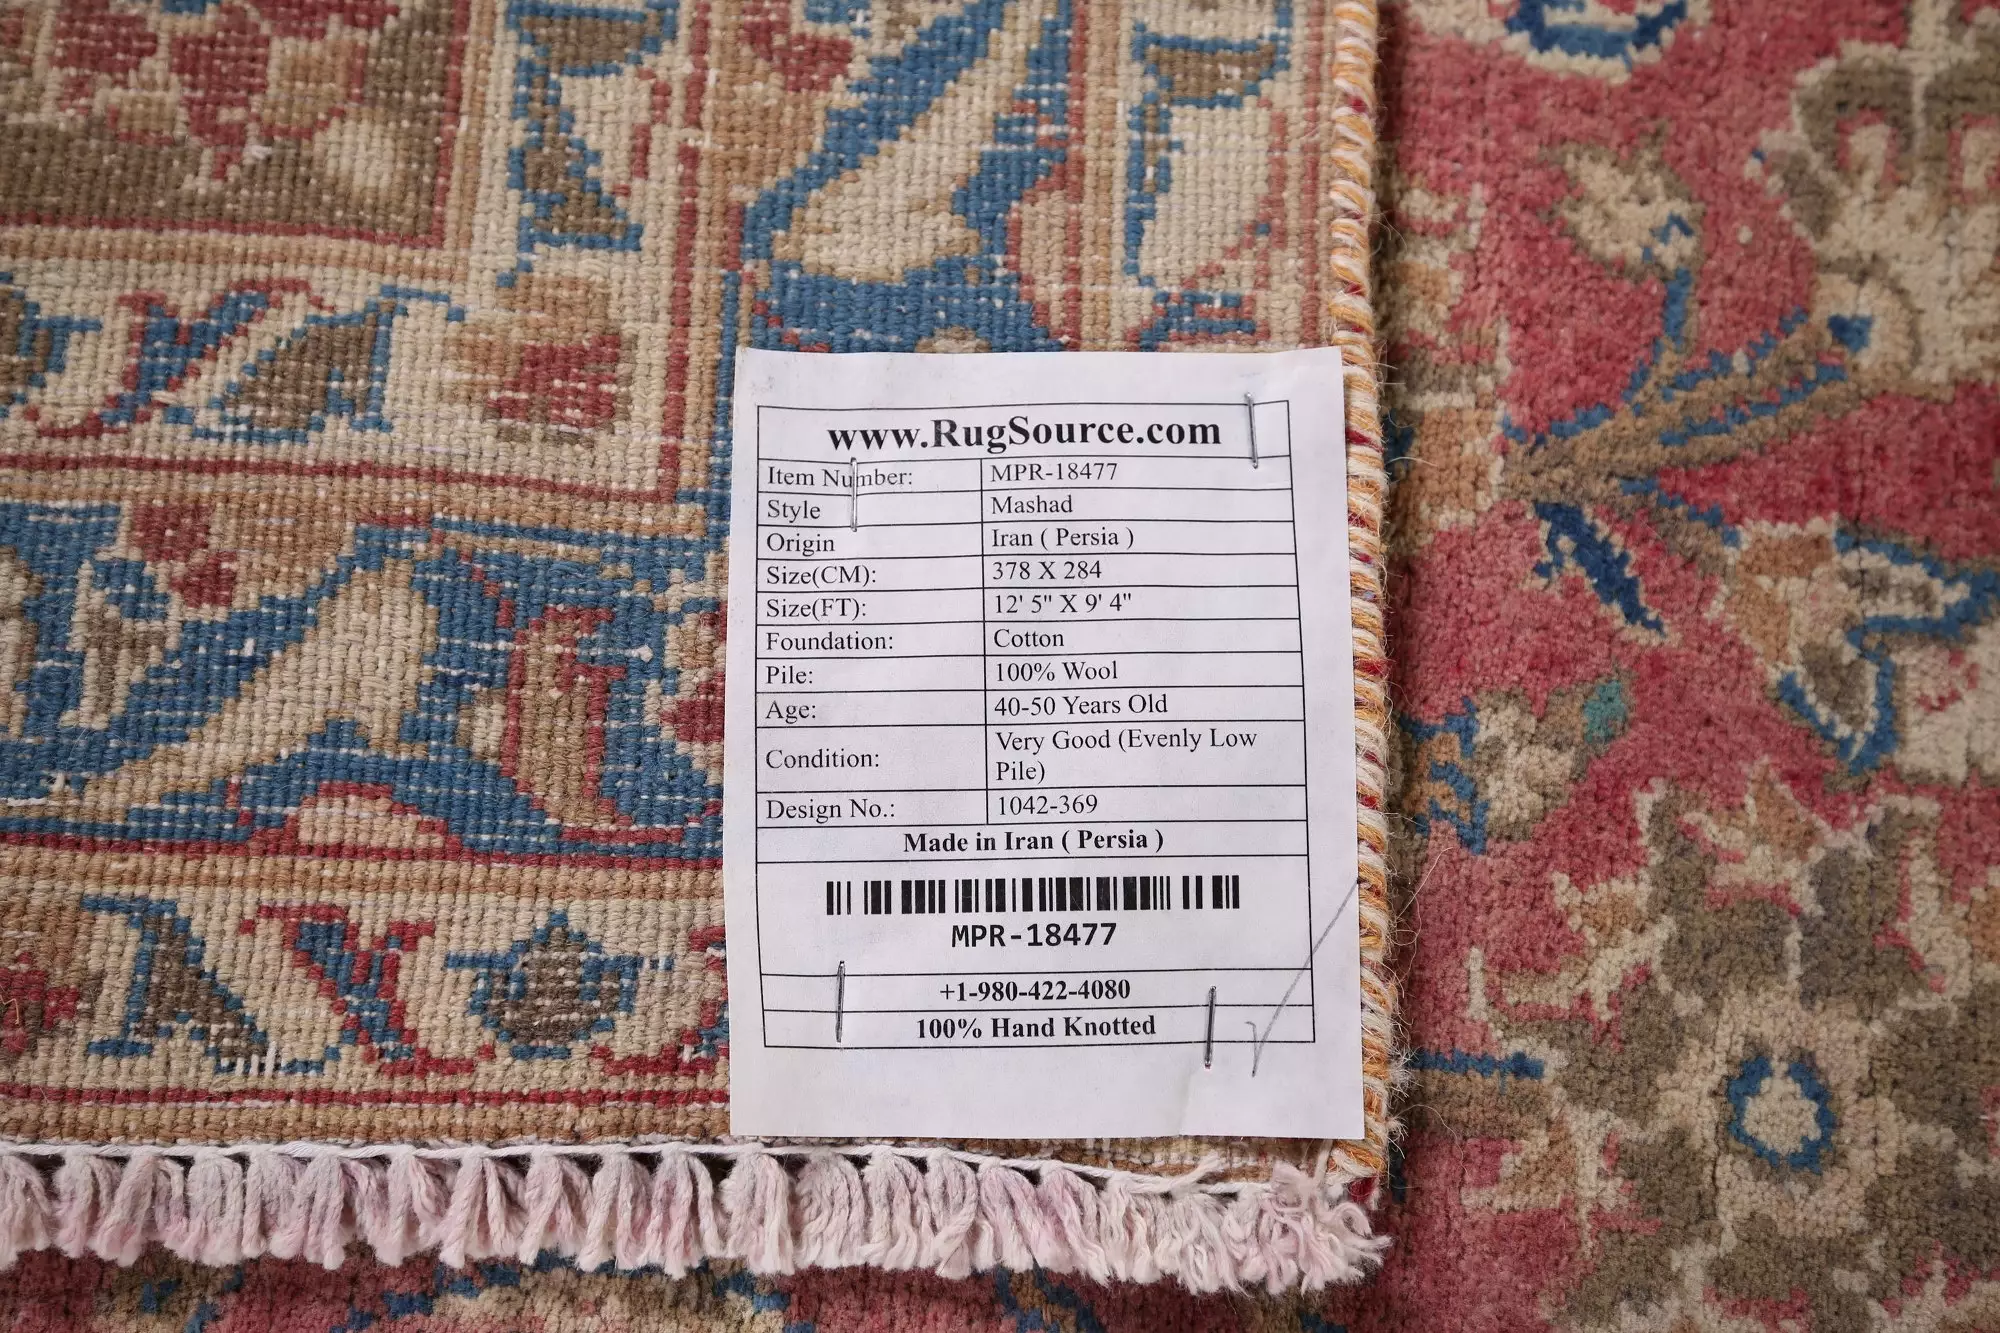 www.RugSource.com
Item Number: MPR-18477
Style Mashad
Origin Iran ( Persia )
Size(CM): 378 X 284
Size(FT): 12' 5" X 9' 4"
Foundation: Cotton
Pile: 100% Wool
Age: 40-50 Years Old
Condition: Very Good (Evenly Low
Pile)
Design No.: 1042-369
Made in Iran ( Persia )
MPR-18477
+1-980-422-4080
100% Hand Knotted